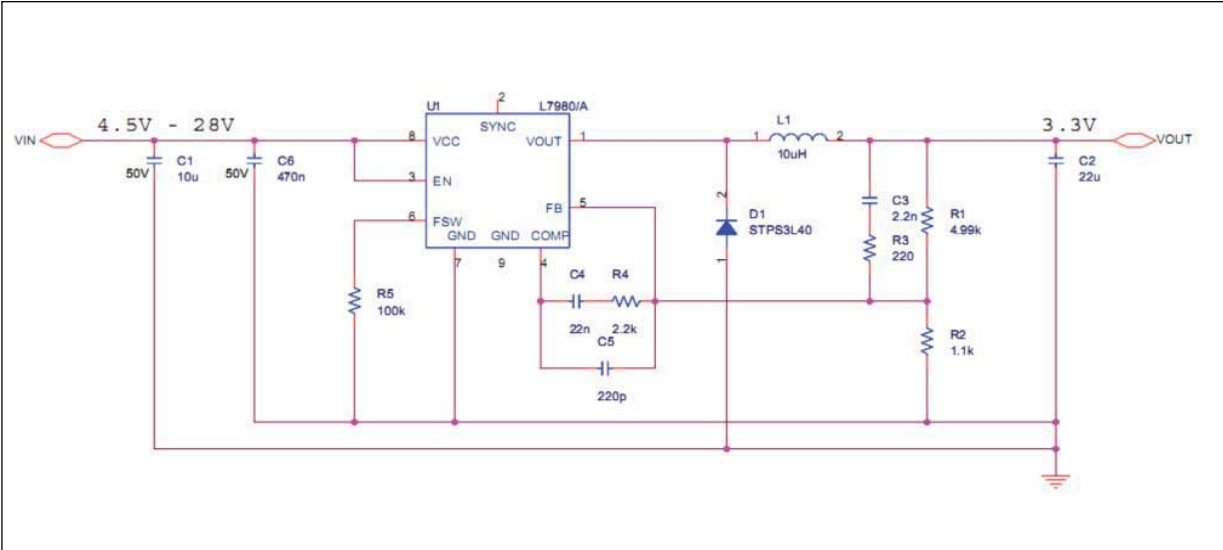 U1
2
L7980/A
SYNC
L1
VIN
4.5V - 28V
8
VCC
VOUT
1
1
2
10uH
3.3V
VOUT
50V
C1
10u
50V
C6
470n
3
EN
C2
22u
6
FSW
FB
5
2
D1
STPS3L40
1
C3
2.2n
R1
4.99k
R3
220
GND
GND
COMP
7
9
4
R5
100k
C4
R4
22n
2.2k
C5
220p
R2
1.1k